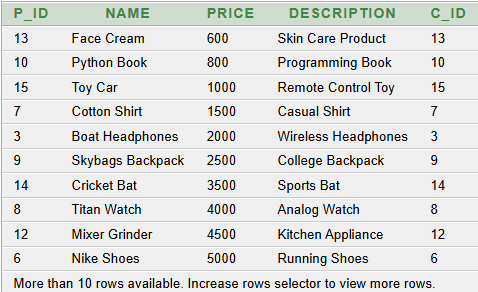 P_ID NAME PRICE DESCRIPTION C_ID
13 Face Cream 600 Skin Care Product 13
10 Python Book 800 Programming Book 10
15 Toy Car 1000 Remote Control Toy 15
7 Cotton Shirt 1500 Casual Shirt 7
3 Boat Headphones 2000 Wireless Headphones 3
9 Skybags Backpack 2500 College Backpack 9
14 Cricket Bat 3500 Sports Bat 14
8 Titan Watch 4000 Analog Watch 8
12 Mixer Grinder 4500 Kitchen Appliance 12
6 Nike Shoes 5000 Running Shoes 6
More than 10 rows available. Increase rows selector to view more rows.